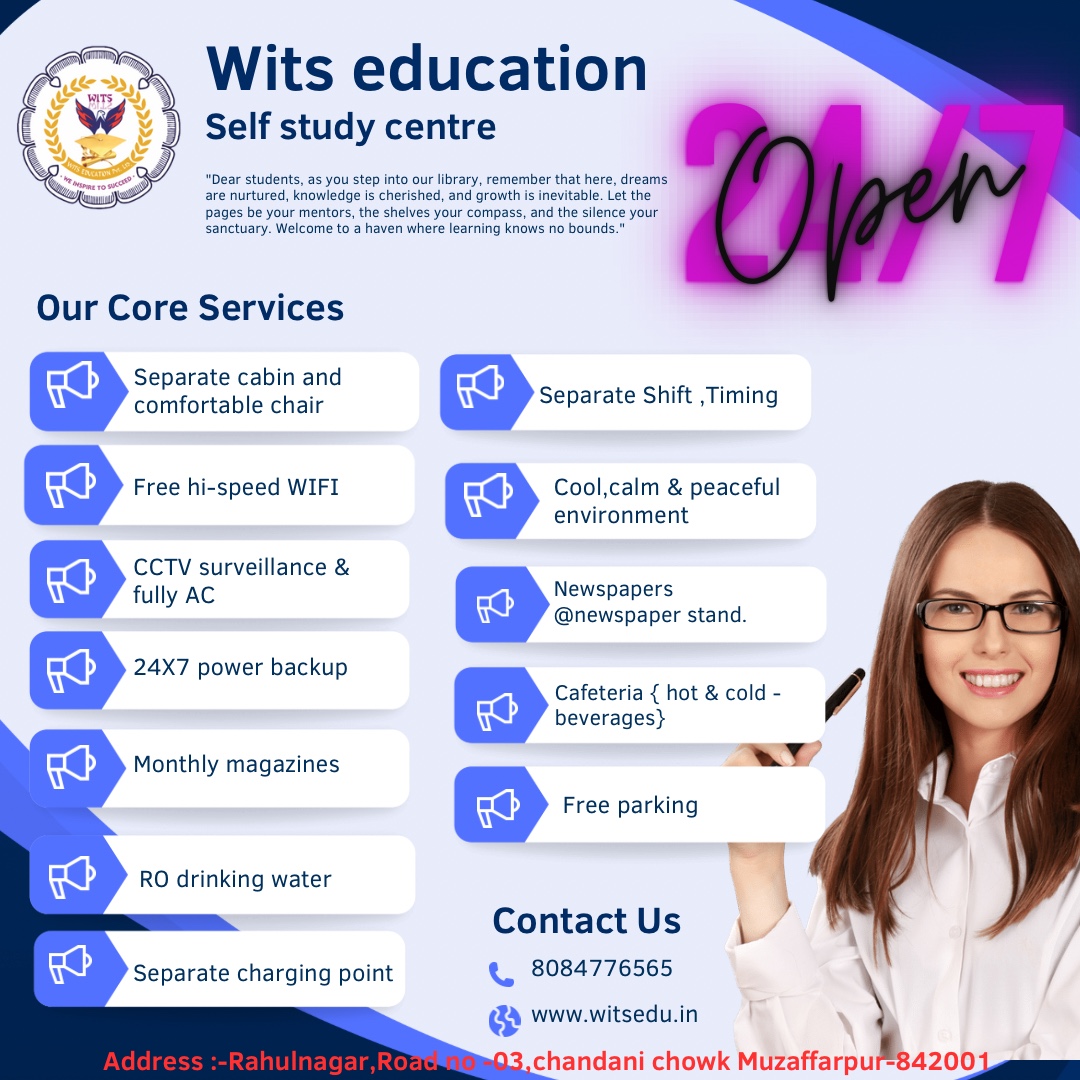 WITS
WITS EDUCATION Pvt. Ltd.
WE INSPIRE TO SUCCEED
Wits education
Self study centre
"Dear students, as you step into our library, remember that here, dreams
are nurtured, knowledge is cherished, and growth is inevitable. Let the
pages be your mentors, the shelves your compass, and the silence your
sanctuary. Welcome to a haven where learning knows no bounds."
24/7
Open
Our Core Services
Separate cabin and
comfortable chair
Free hi-speed WIFI
CCTV surveillance &
fully AC
24X7 power backup
Monthly magazines
RO drinking water
Separate charging point
Separate Shift ,Timing
Cool,calm & peaceful
environment
Newspapers
@newspaper stand.
Cafeteria { hot & cold -
beverages}
Free parking
Contact Us
8084776565
www.witsedu.in
Address :-Rahulnagar,Road no -03,chandani chowk Muzaffarpur-842001